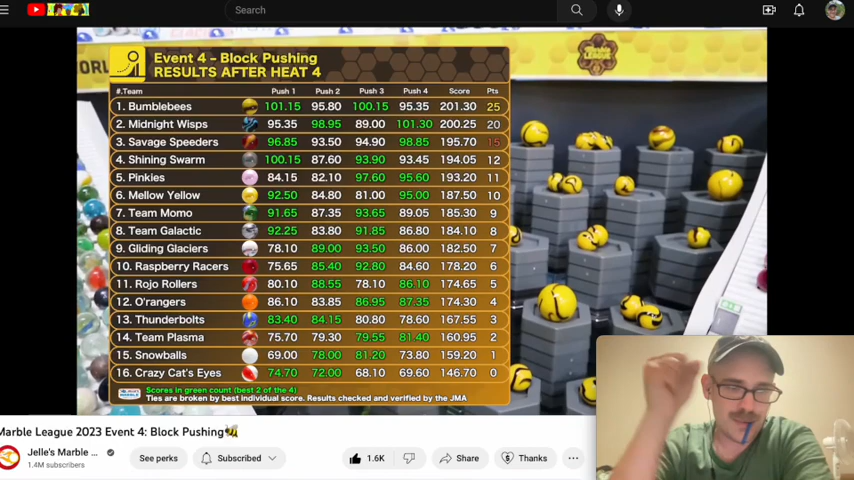 Search
Event 4 - Block Pushing
RESULTS AFTER HEAT 4
#.Team Push 1 Push 2 Push 3 Push 4 Score Pts
1. Bumblebees 101.15 95.80 100.15 95.35 201.30 25
2. Midnight Wisps 95.35 98.95 89.00 101.30 200.25 20
3. Savage Speeders 96.85 93.50 94.90 98.85 195.70 15
4. Shining Swarm 100.15 87.60 93.90 93.45 194.05 12
5. Pinkies 84.15 82.10 97.60 95.60 193.20 11
6. Mellow Yellow 92.50 84.80 81.00 95.00 187.50 10
7. Team Momo 91.65 87.35 93.65 89.05 185.30 9
8. Team Galactic 92.25 83.80 91.85 86.80 184.10 8
9. Gliding Glaciers 78.10 89.00 93.50 86.00 182.50 7
10. Raspberry Racers 75.65 85.40 92.80 84.60 178.20 6
11. Rojo Rollers 80.10 88.55 78.10 86.10 174.65 5
12. O'rangers 86.10 83.85 86.95 87.35 174.30 4
13. Thunderbolts 83.40 84.15 80.80 78.60 167.55 3
14. Team Plasma 75.70 79.30 79.55 81.40 160.95 2
15. Snowballs 69.00 78.00 81.20 73.80 159.20 1
16. Crazy Cat's Eyes 74.70 72.00 68.10 69.60 146.70 0
Scores in green count (best 2 of the 4)
Ties are broken by best individual score. Results checked and verified by the JMA
Marble League 2023 Event 4: Block Pushing
Jelle's Marble ...
1.4M subscribers
See perks
Subscribed
1.6K
Share
Thanks